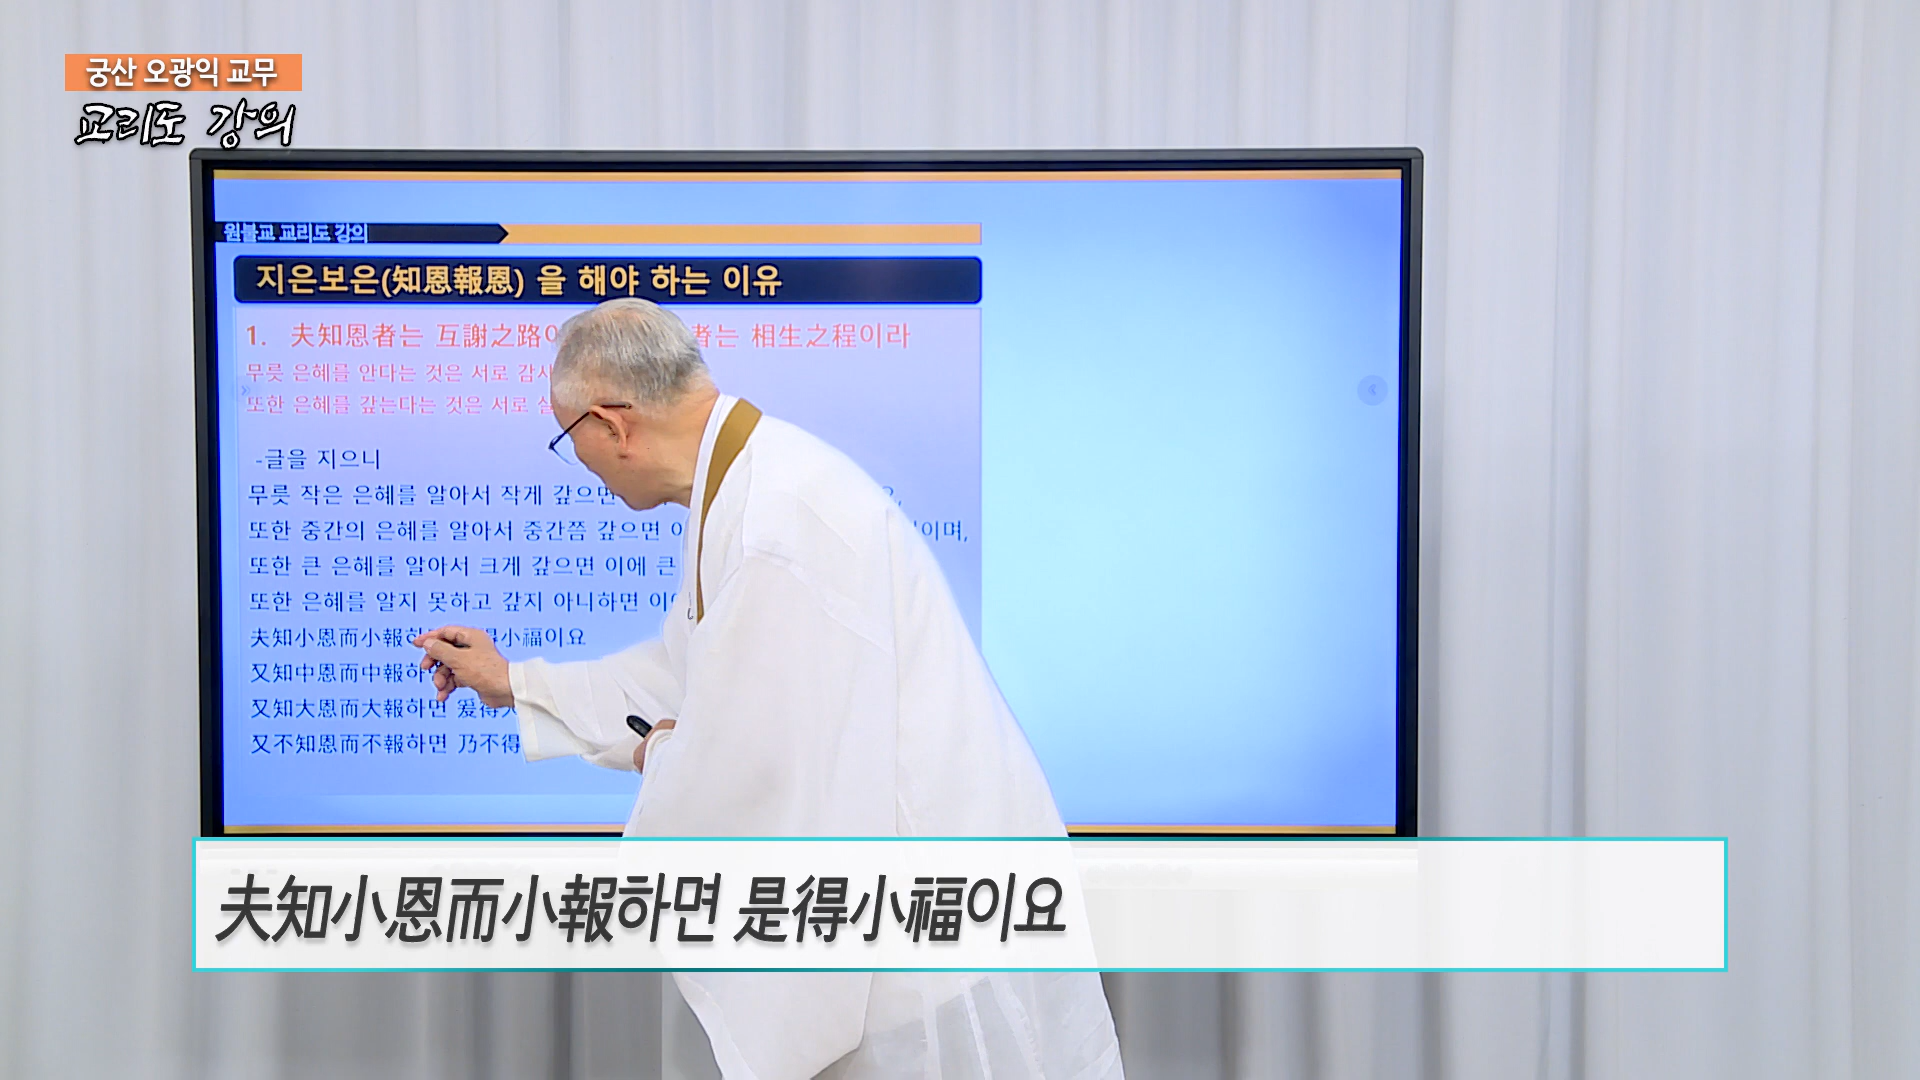 궁산 오광익 교무
교리도 강의
원불교 교리도 강의
지은보은(知恩報恩) 을 해야 하는 이유
1. 夫知恩者는 互謝之路 者는 相生之程이라
무릇 은혜를 안다는 것은 서로 감사
또한 은혜를 갚는다는 것은 서로
-글을 지으니
무릇 작은 은혜를 알아서 작게 갚으면
또한 중간의 은혜를 알아서 중간쯤 갚으면 이며,
또한 큰 은혜를 알아서 크게 갚으면 이에 큰
또한 은혜를 알지 못하고 갚지 아니하면
夫知小恩而小報하 得小福이요
又知中恩而中報하
又知大恩而大報하면 爰得
又不知恩而不報하면 乃不得
夫知小恩而小報하면 是得小福이요